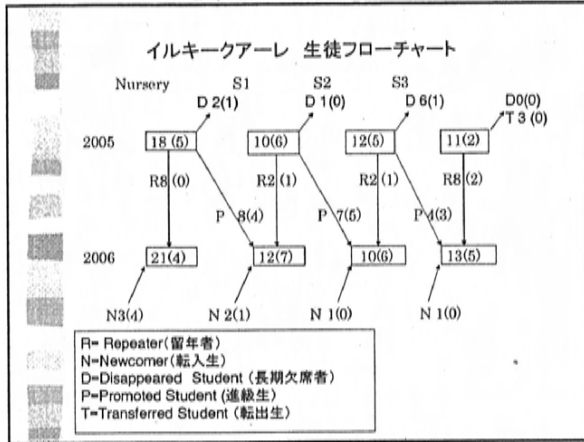 イルキークアーレ 生徒フローチャート
Nursery S1 S2 S3
D 2(1) D 1(0) D 6(1) D0(0)
T 3 (0)
2005 18 (5) 10(6) 12(5) 11(2)
R8 (0) R2 (1) R2(1) R8(2)
P 8(4) P 7(5) P 4(3)
2006 21(4) 12(7) 10(6) 13(5)
N3(4) N 2(1) N 1(0) N 1(0)
R= Repeater(留年者)
N=Newcomer(転入生)
D=Disappeared Student (長期欠席者)
P=Promoted Student (進級生)
T=Transferred Student (転出生)